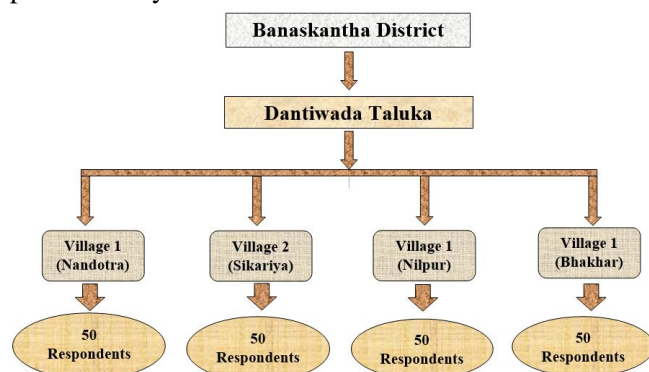 Banaskantha District
Dantiwada Taluka
Village 1
(Nandotra)
Village 2
(Sikariya)
Village 1
(Nilpur)
Village 1
(Bhakhar)
50
Respondents
50
Respondents
50
Respondents
50
Respondents